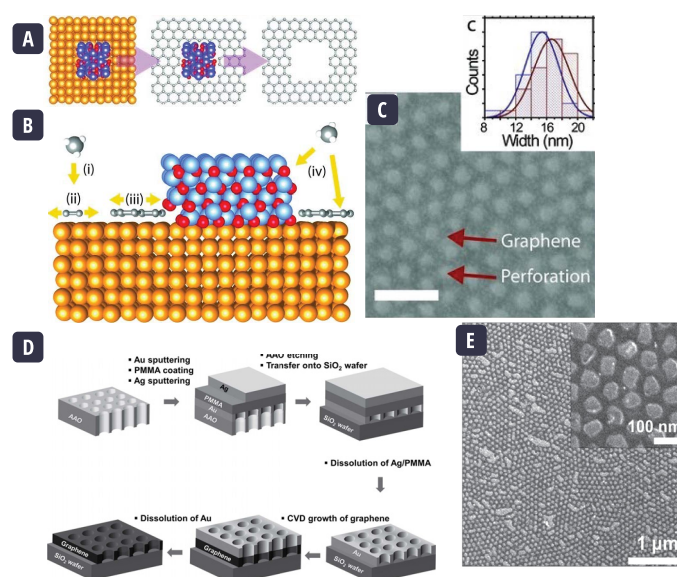 A
B
(i)
(ii)
(iii)
(iv)
C
C
Counts
8 12 16 20
Width (nm)
Graphene
Perforation
D
▪ Au sputtering
▪ PMMA coating
▪ Ag sputtering
▪ AAO etching
▪ Transfer onto SiO₂ wafer
AAO
Ag
PMMA
Au
AAO
SiO₂ wafer
▪ Dissolution of Ag/PMMA
▪ Dissolution of Au
▪ CVD growth of graphene
Graphene
SiO₂ wafer
Graphene
SiO₂ wafer
Au
SiO₂ wafer
E
100 nm
1 µm